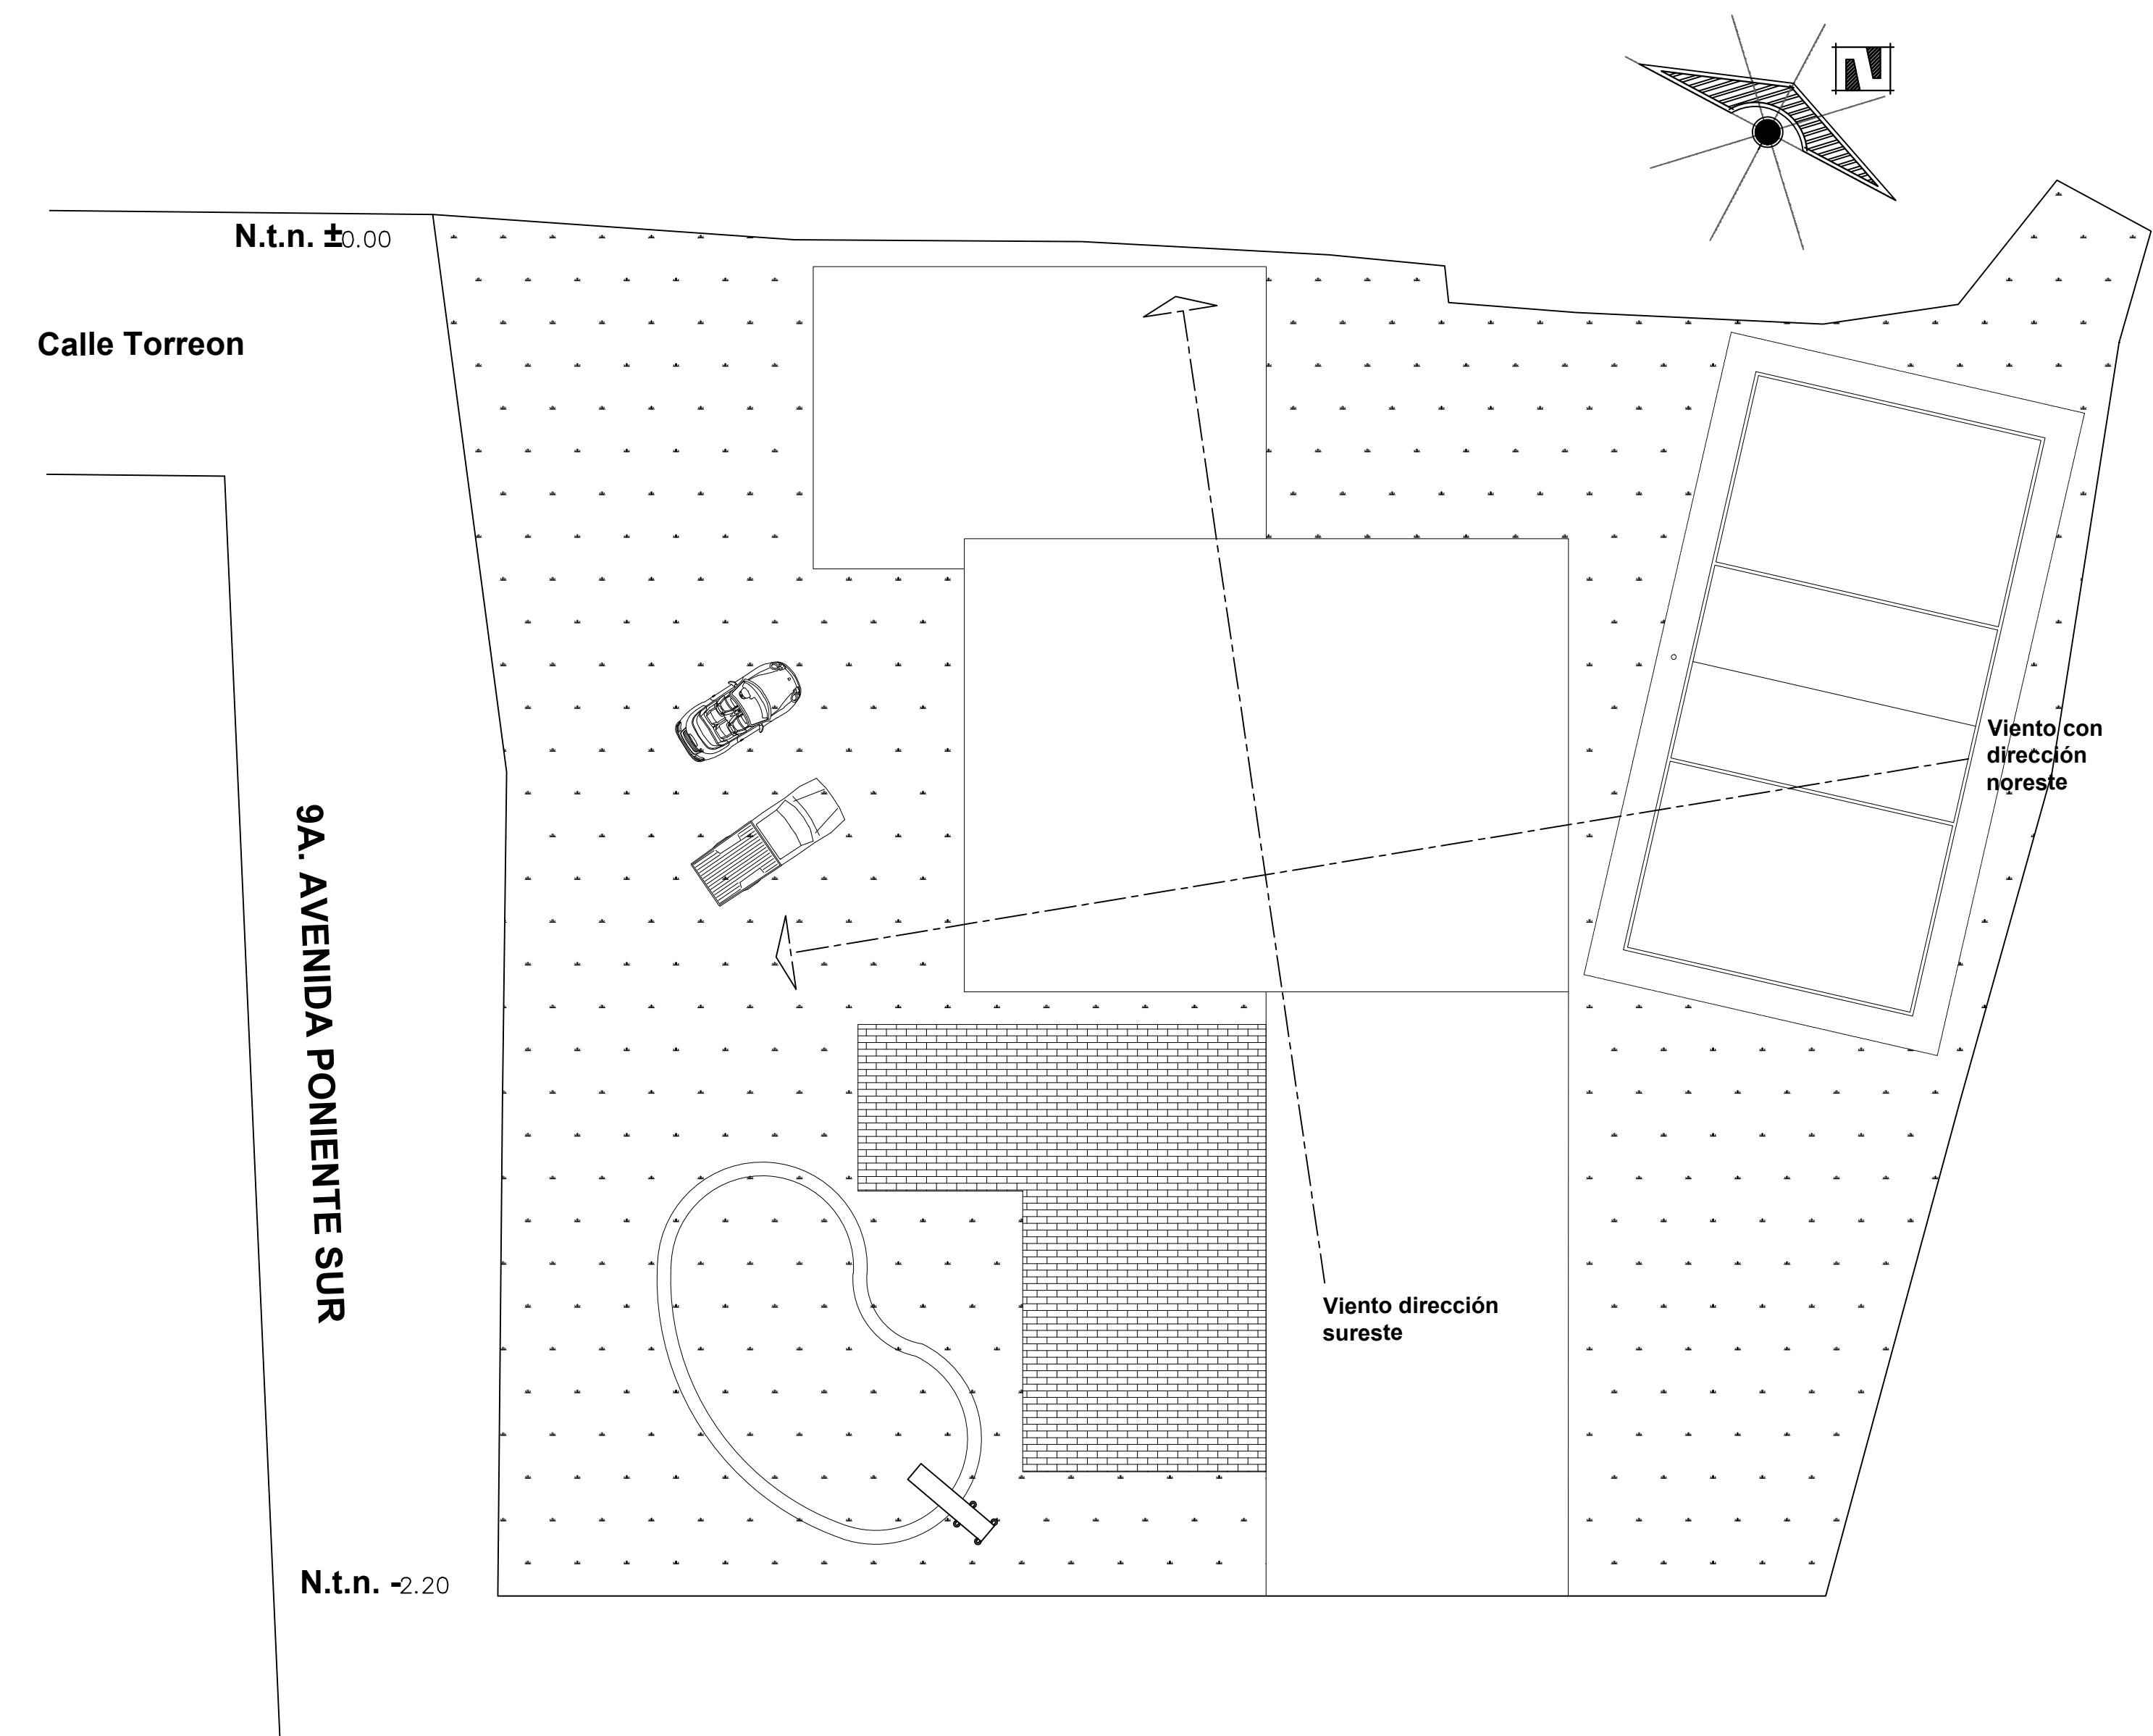 N.t.n. ±0.00
Calle Torreon
9A. AVENIDA PONIENTE SUR
Viento con
dirección
noreste
Viento dirección
sureste
N.t.n. -2.20
N